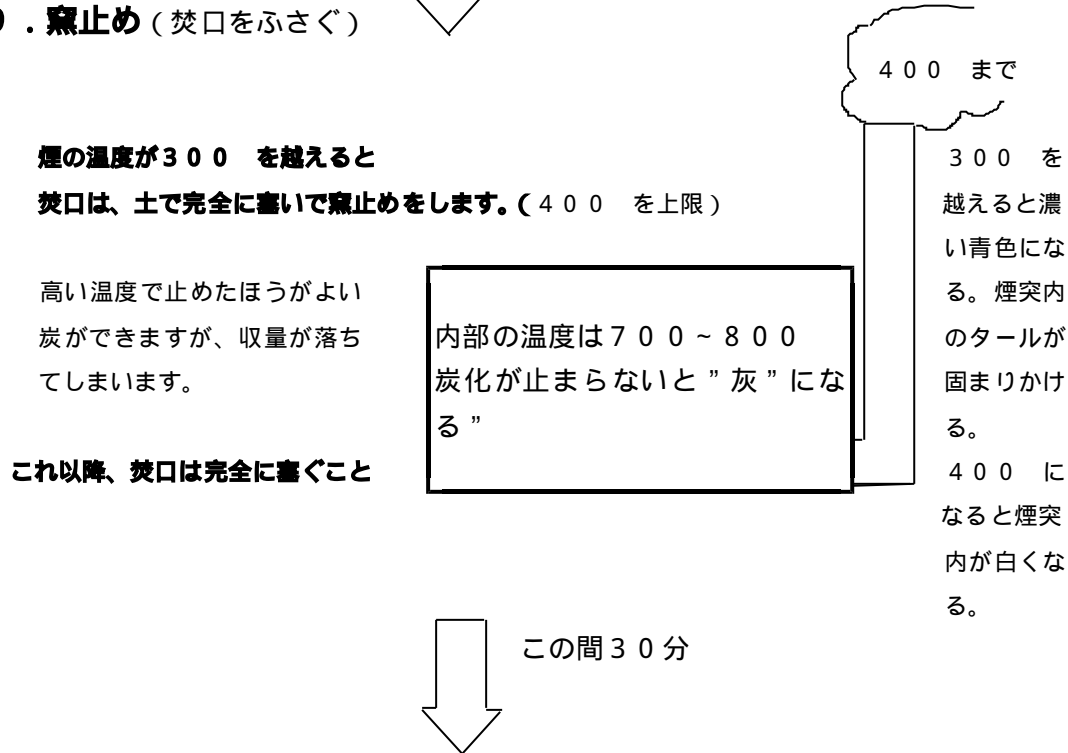 ．窯止め（焚口をふさぐ）
４００　まで
煙の温度が３００　を越えると
焚口は、土で完全に塞いで窯止めをします。（４００　を上限）
高い温度で止めたほうがよい
炭ができますが、収量が落ち
てしまいます。
これ以降、焚口は完全に塞ぐこと
内部の温度は７００~８００
炭化が止まらないと”灰”にな
る”
３００　を
越えると濃
い青色にな
る。煙突内
のタールが
固まりかけ
る。
４００　に
なると煙突
内が白くな
る。
この間３０分